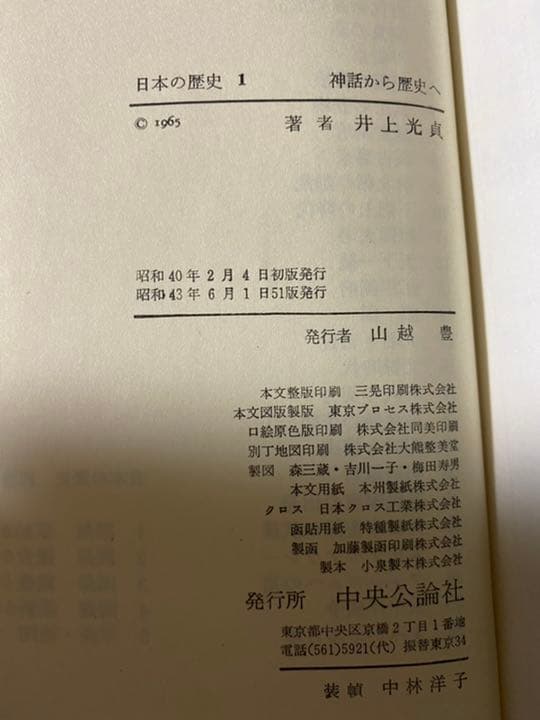 日本の歴史 1 神話から歴史へ
© 1965 著者 井上光貞
昭和40年2月4日初版発行
昭和43年6月1日51版発行
発行者 山越 豊
本文整版印刷 三晃印刷株式会社
本文図版製版 東京プロセス株式会社
口絵原色版印刷 株式会社同美印刷
別丁地図印刷 株式会社大熊整美堂
製図 森三蔵・吉川一子・梅田寿男
本文用紙 本州製紙株式会社
クロス 日本クロス工業株式会社
函貼用紙 特種製紙株式会社
製函 加藤製函印刷株式会社
製本 小泉製本株式会社
発行所 中央公論社
東京都中央区京橋2丁目1番地
電話(561)5921(代) 振替東京34
装幀 中林洋子